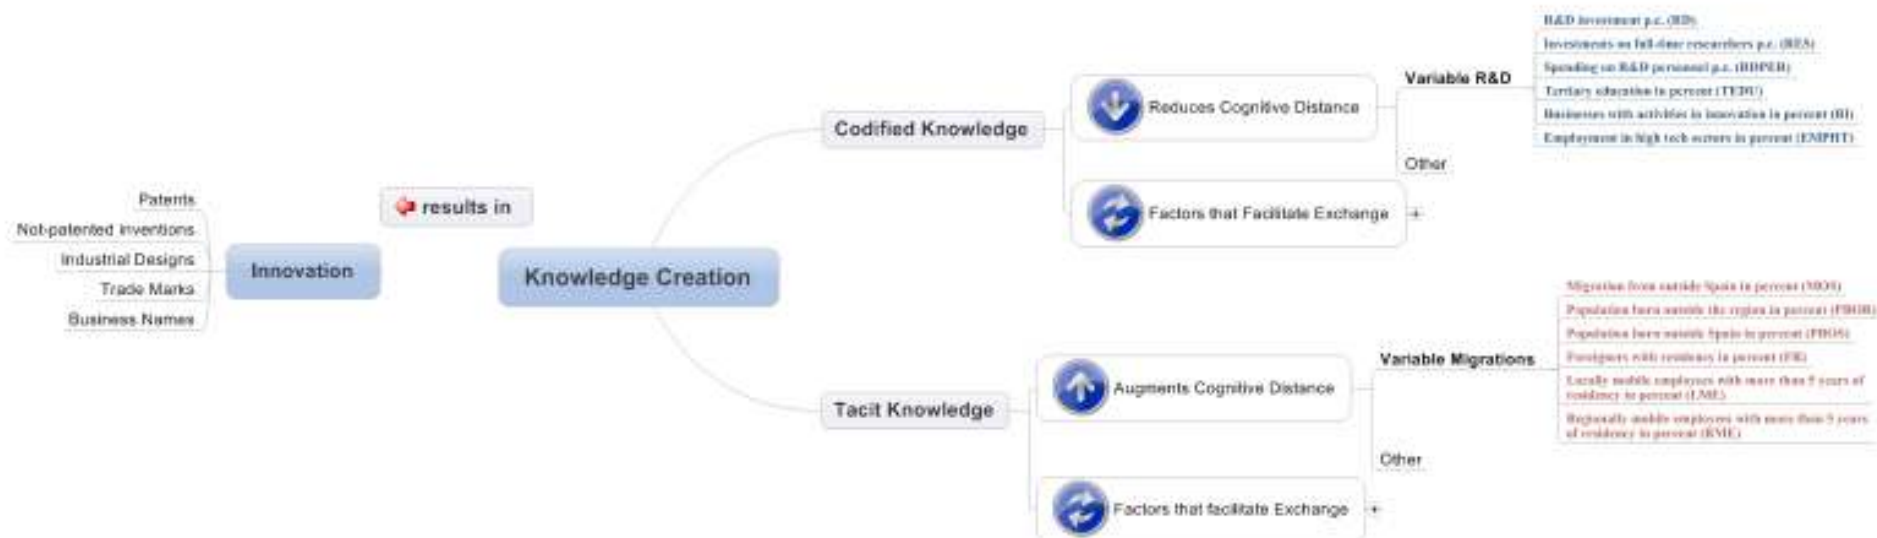 Patents
Not-patented inventions
Industrial Designs
Trade Marks
Business Names
Innovation
results in
Knowledge Creation
Codified Knowledge
Reduces Cognitive Distance
Variable R&D
R&D investment p.c. (RD)
Investments on full-time researchers p.c. (RES)
Spending on R&D personnel p.c. (RDPER)
Tertiary education in percent (TEDU)
Businesses with activities in innovation in percent (BI)
Employment in high tech sectors in percent (EMPHT)
Other
Factors that Facilitate Exchange
Tacit Knowledge
Augments Cognitive Distance
Variable Migrations
Migration from outside Spain in percent (MOS)
Population born outside the region in percent (PBOR)
Population born outside Spain in percent (PBOS)
Foreigners with residency in percent (FR)
Locally mobile employees with more than 5 years of
residency in percent (LME)
Regionally mobile employees with more than 5 years
of residency in percent (RME)
Other
Factors that facilitate Exchange